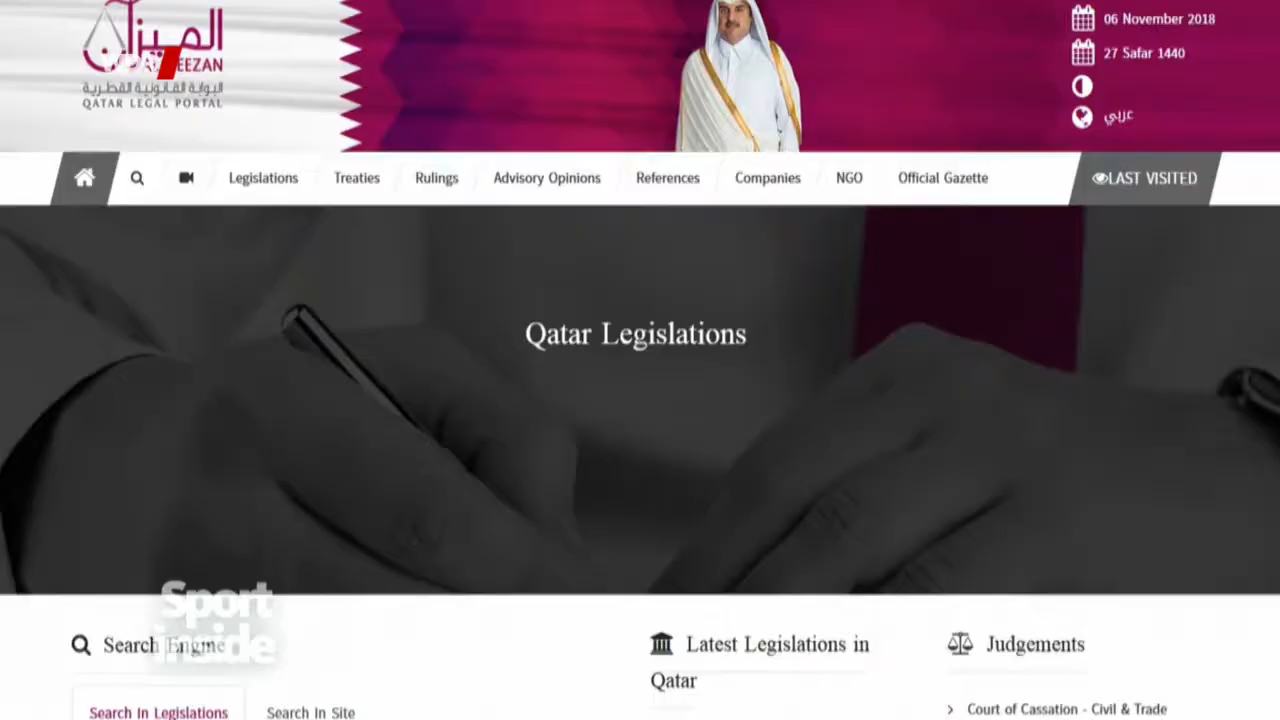 الميزان
EEZAN
البوابة القانونية القطرية
QATAR LEGAL PORTAL
06 November 2018
27 Safar 1440
عربي
Legislations
Treaties
Rulings
Advisory Opinions
References
Companies
NGO
Official Gazette
LAST VISITED
Qatar Legislations
Sport
inside
Search Engine
Latest Legislations in
Qatar
Judgements
Search In Legislations
Search In Site
Court of Cassation - Civil & Trade